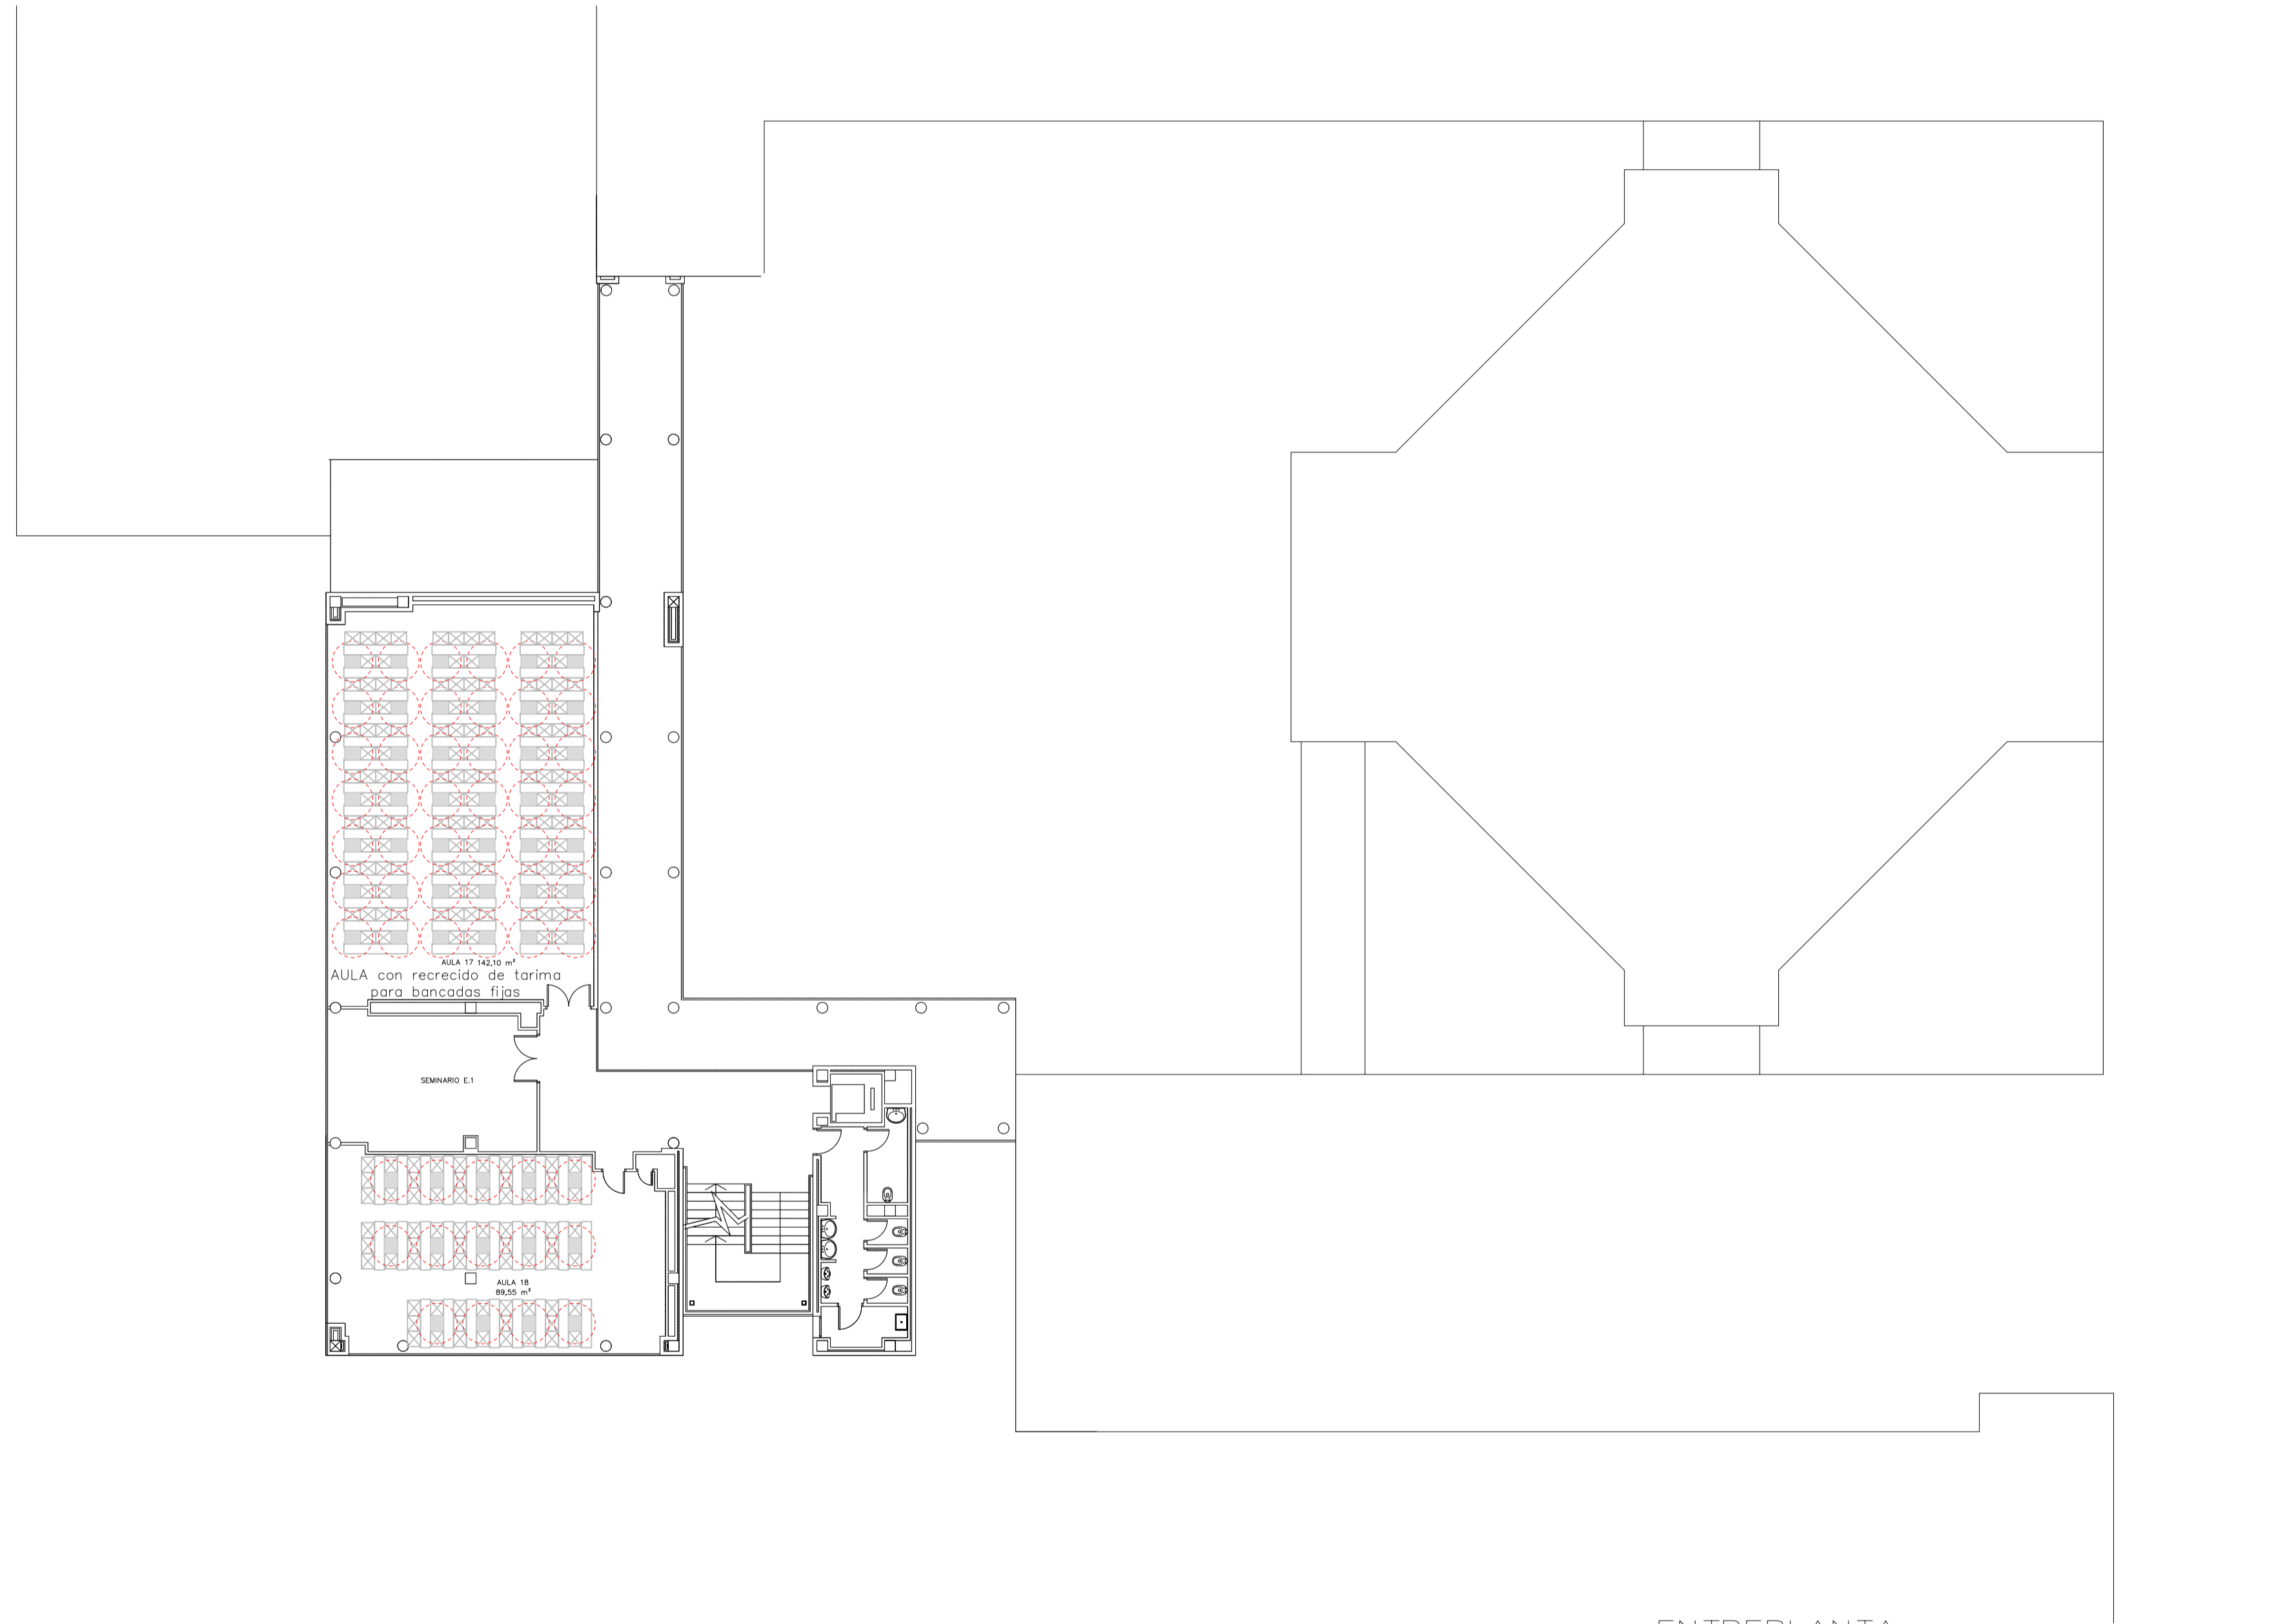 AULA 17 142,10 m²
AULA con recrecido de tarima
para bancadas fijas
SEMINARIO E.1
AULA 18
89,55 m²
ENTREPLANTA